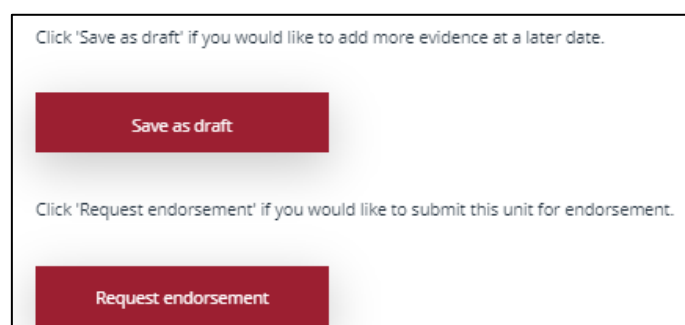 Click 'Save as draft' if you would like to add more evidence at a later date.
Save as draft
Click 'Request endorsement' if you would like to submit this unit for endorsement.
Request endorsement